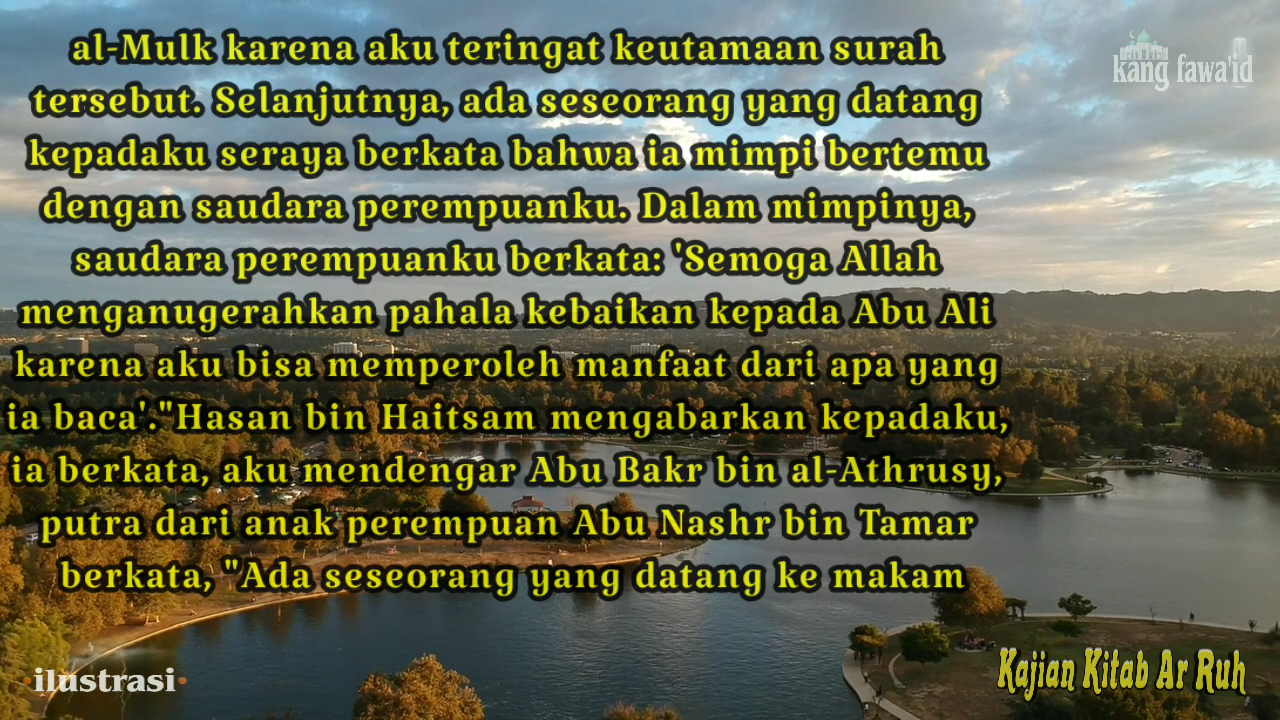 al-Mulk karena aku teringat keutamaan surah
tersebut. Selanjutnya, ada seseorang yang datang
kepadaku seraya berkata bahwa ia mimpi bertemu
dengan saudara perempuanku. Dalam mimpinya,
saudara perempuanku berkata: 'Semoga Allah
menganugerahkan pahala kebaikan kepada Abu Ali
karena aku bisa memperoleh manfaat dari apa yang
ia baca'."Hasan bin Haitsam mengabarkan kepadaku,
ia berkata, aku mendengar Abu Bakr bin al-Athrusy,
putra dari anak perempuan Abu Nashr bin Tamar
berkata, "Ada seseorang yang datang ke makam
kang fawa'id
•ilustrasi•
Kajian Kitab Ar Ruh